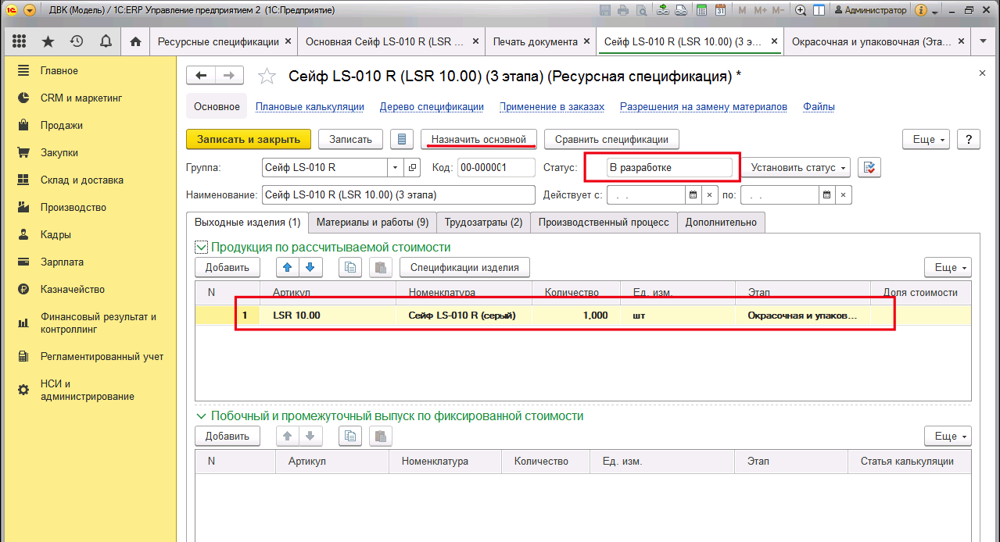 ДВК (Модель) / 1С:ERP Управление предприятием 2 (1С:Предприятие)
M M+ M- Администратор
Ресурсные спецификации × Основная Сейф LS-010 R (LSR ... × Печать документа × Сейф LS-010 R (LSR 10.00) (3 э... × Окрасочная и упаковочная (Эта... ×
Главное
CRM и маркетинг
Продажи
Закупки
Склад и доставка
Производство
Кадры
Зарплата
Казначейство
Финансовый результат и
контроллинг
Регламентированный учет
НСИ и
администрирование
Сейф LS-010 R (LSR 10.00) (3 этапа) (Ресурсная спецификация) *
Основное Плановые калькуляции Дерево спецификации Применение в заказах Разрешения на замену материалов Файлы
Записать и закрыть Записать Назначить основной Сравнить спецификации Еще ?
Группа: Сейф LS-010 R Код: 00-000001 Статус: В разработке Установить статус
Наименование: Сейф LS-010 R (LSR 10.00) (3 этапа) Действует с: . . по: . .
Выходные изделия (1) Материалы и работы (9) Трудозатраты (2) Производственный процесс Дополнительно
Продукция по рассчитываемой стоимости
Добавить Спецификации изделия Еще
N Артикул Номенклатура Количество Ед. изм. Этап Доля стоимости
1 LSR 10.00 Сейф LS-010 R (серый) 1,000 шт Окрасочная и упаков...
Побочный и промежуточный выпуск по фиксированной стоимости
Добавить Еще
N Артикул Номенклатура Количество Ед. изм. Этап Статья калькуляции